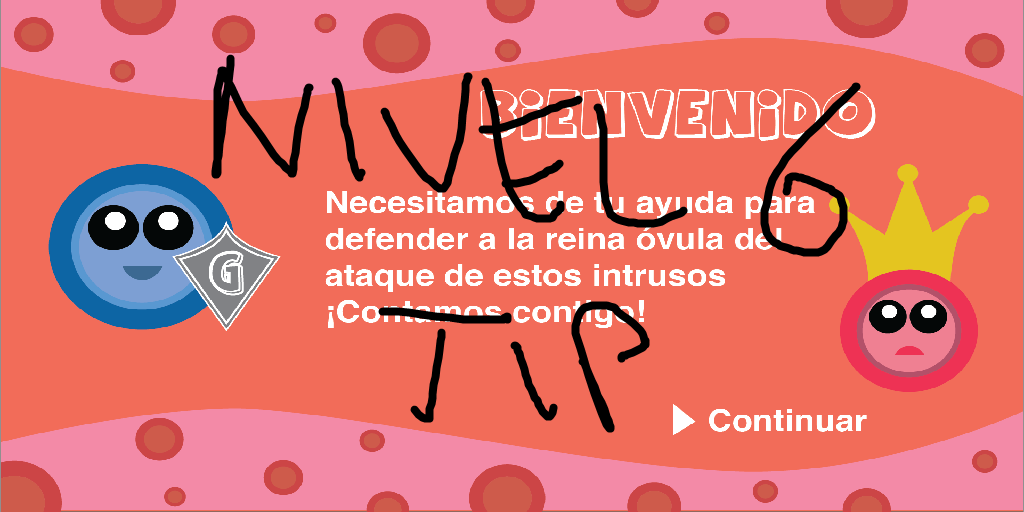 BIENVENIDO
NIVEL 6
Necesitamos de tu ayuda para
defender a la reina óvula del
ataque de estos intrusos
¡Contamos contigo!
G
TIP
Continuar